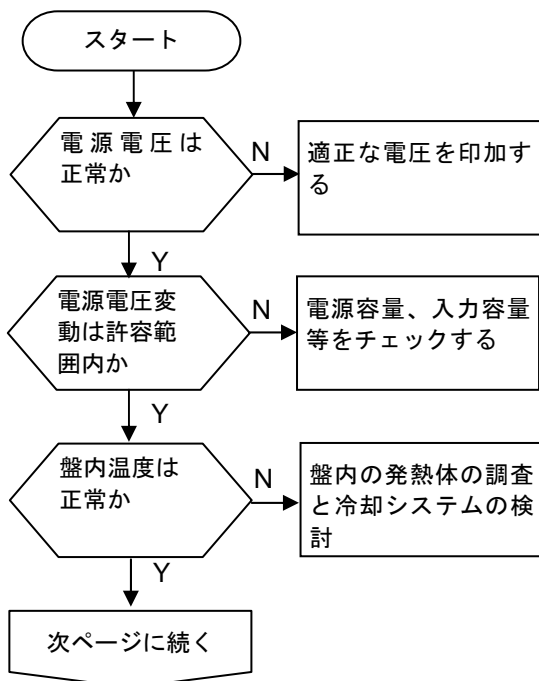 スタート
電源電圧は
正常か
N
適正な電圧を印加す
る
Y
電源電圧変
動は許容範
囲内か
N
電源容量、入力容量
等をチェックする
Y
盤内温度は
正常か
N
盤内の発熱体の調査
と冷却システムの検
討
Y
次ページに続く